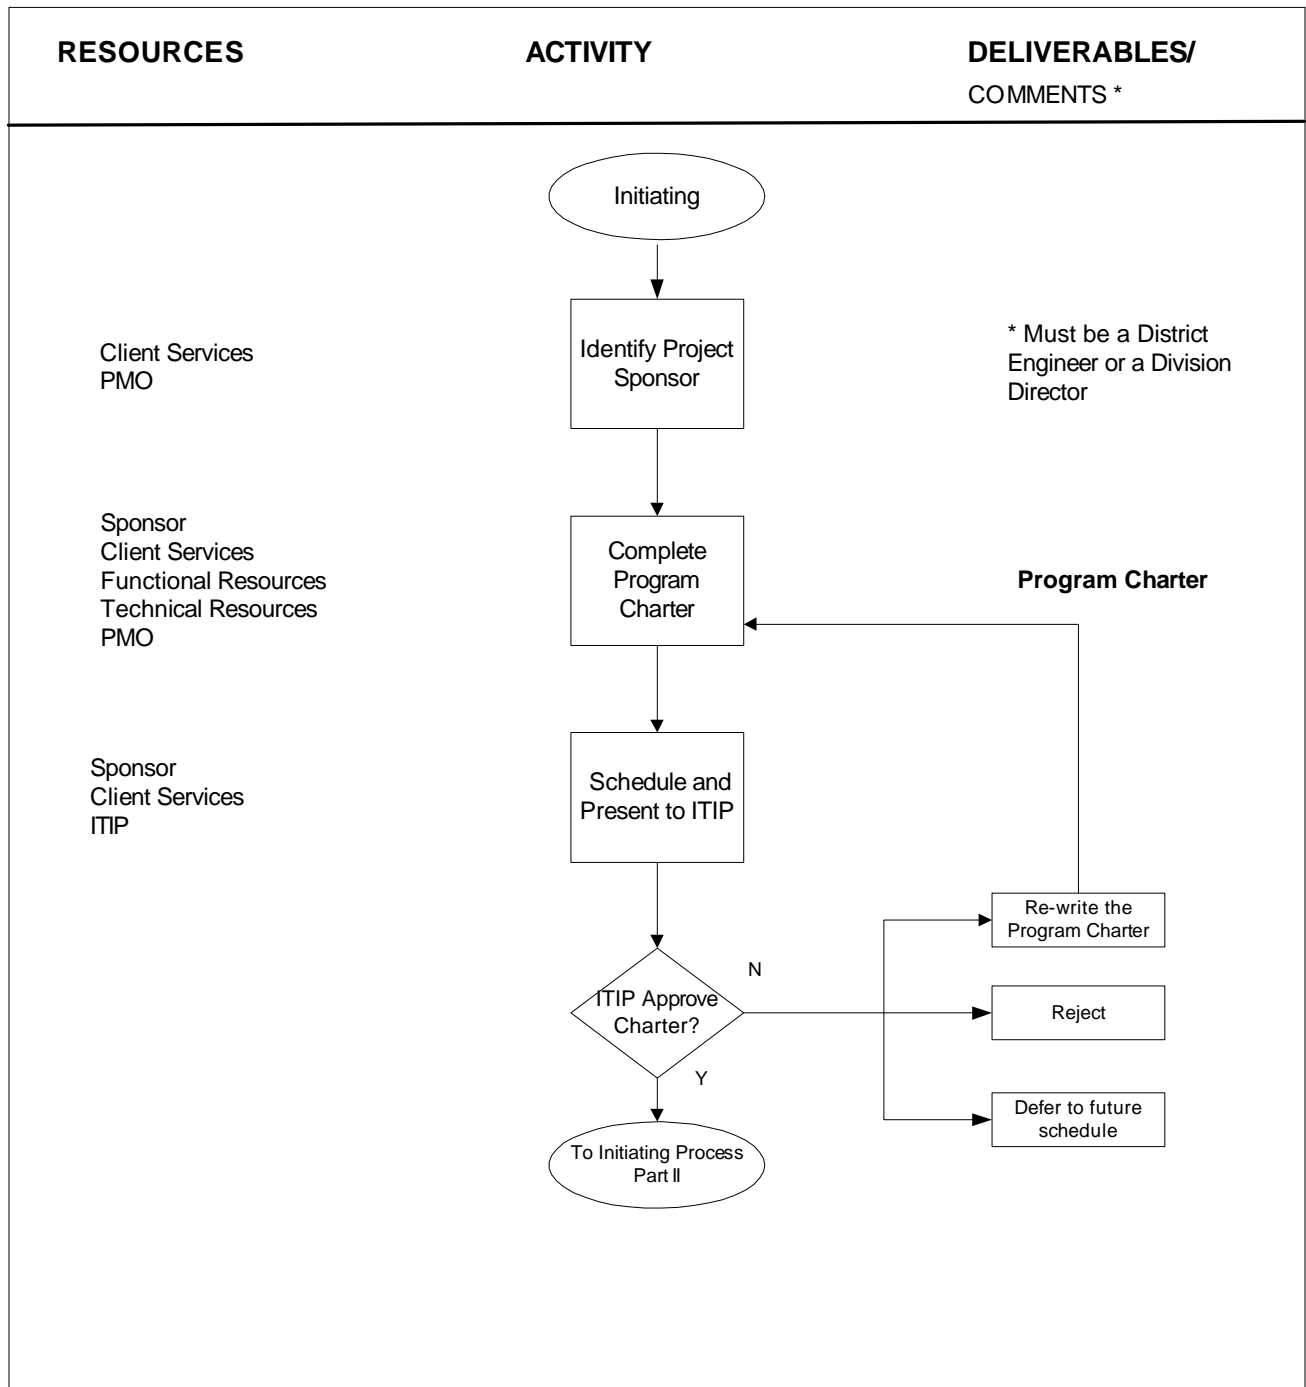 RESOURCES
ACTIVITY
DELIVERABLES/
COMMENTS *
Initiating
Client Services
PMO
Identify Project
Sponsor
* Must be a District
Engineer or a Division
Director
Sponsor
Client Services
Functional Resources
Technical Resources
PMO
Complete
Program
Charter
Program Charter
Sponsor
Client Services
ITIP
Schedule and
Present to ITIP
Re-write the
Program Charter
N
ITIP Approve
Charter?
Reject
Y
Defer to future
schedule
To Initiating Process
Part II